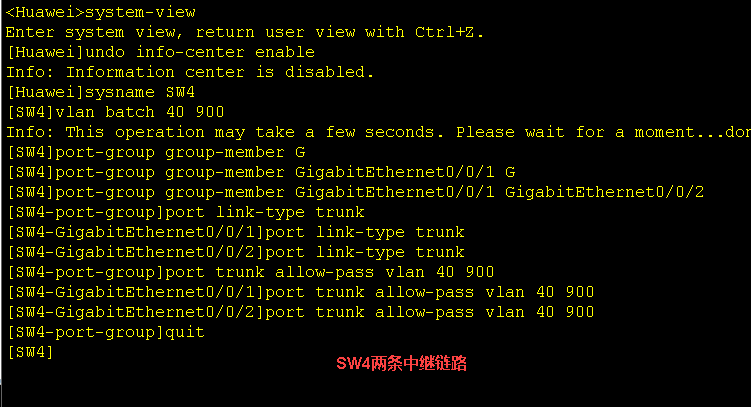 <Huawei>system-view
Enter system view, return user view with Ctrl+Z.
[Huawei]undo info-center enable
Info: Information center is disabled.
[Huawei]sysname SW4
[SW4]vlan batch 40 900
Info: This operation may take a few seconds. Please wait for a moment...don
[SW4]port-group group-member G
[SW4]port-group group-member GigabitEthernet0/0/1 G
[SW4]port-group group-member GigabitEthernet0/0/1 GigabitEthernet0/0/2
[SW4-port-group]port link-type trunk
[SW4-GigabitEthernet0/0/1]port link-type trunk
[SW4-GigabitEthernet0/0/2]port link-type trunk
[SW4-port-group]port trunk allow-pass vlan 40 900
[SW4-GigabitEthernet0/0/1]port trunk allow-pass vlan 40 900
[SW4-GigabitEthernet0/0/2]port trunk allow-pass vlan 40 900
[SW4-port-group]quit
[SW4]
SW4两条中继链路